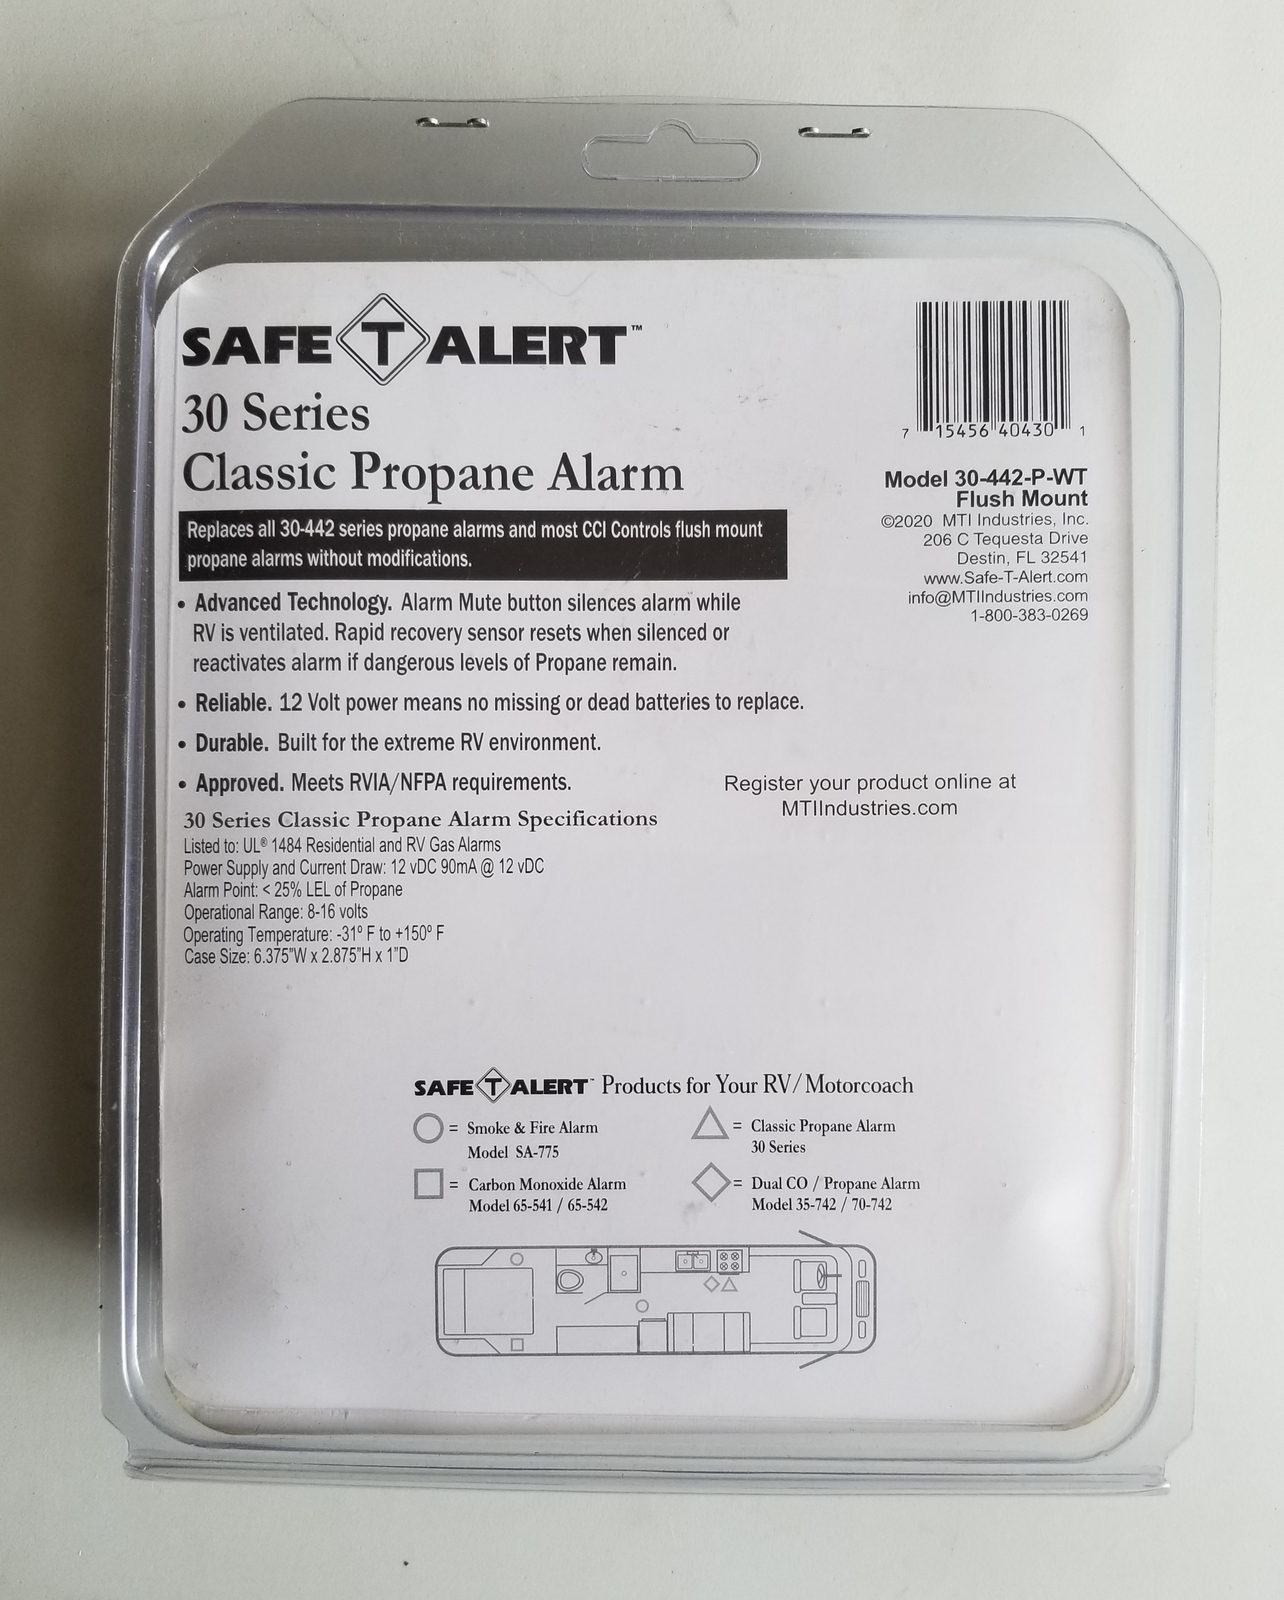 SAFE T ALERT™
30 Series
Classic Propane Alarm
Replaces all 30-442 series propane alarms and most CCI Controls flush mount
propane alarms without modifications.
• Advanced Technology. Alarm Mute button silences alarm while
RV is ventilated. Rapid recovery sensor resets when silenced or
reactivates alarm if dangerous levels of Propane remain.
• Reliable. 12 Volt power means no missing or dead batteries to replace.
• Durable. Built for the extreme RV environment.
• Approved. Meets RVIA/NFPA requirements.
7 15456 40430 1
Model 30-442-P-WT
Flush Mount
©2020 MTI Industries, Inc.
206 C Tequesta Drive
Destin, FL 32541
www.Safe-T-Alert.com
info@MTIIndustries.com
1-800-383-0269
Register your product online at
MTIIndustries.com
30 Series Classic Propane Alarm Specifications
Listed to: UL® 1484 Residential and RV Gas Alarms
Power Supply and Current Draw: 12 vDC 90mA @ 12 vDC
Alarm Point: < 25% LEL of Propane
Operational Range: 8-16 volts
Operating Temperature: -31º F to +150º F
Case Size: 6.375"W x 2.875"H x 1"D
SAFE T ALERT™ Products for Your RV/Motorcoach
= Smoke & Fire Alarm
Model SA-775
= Classic Propane Alarm
30 Series
= Carbon Monoxide Alarm
Model 65-541 / 65-542
= Dual CO / Propane Alarm
Model 35-742 / 70-742